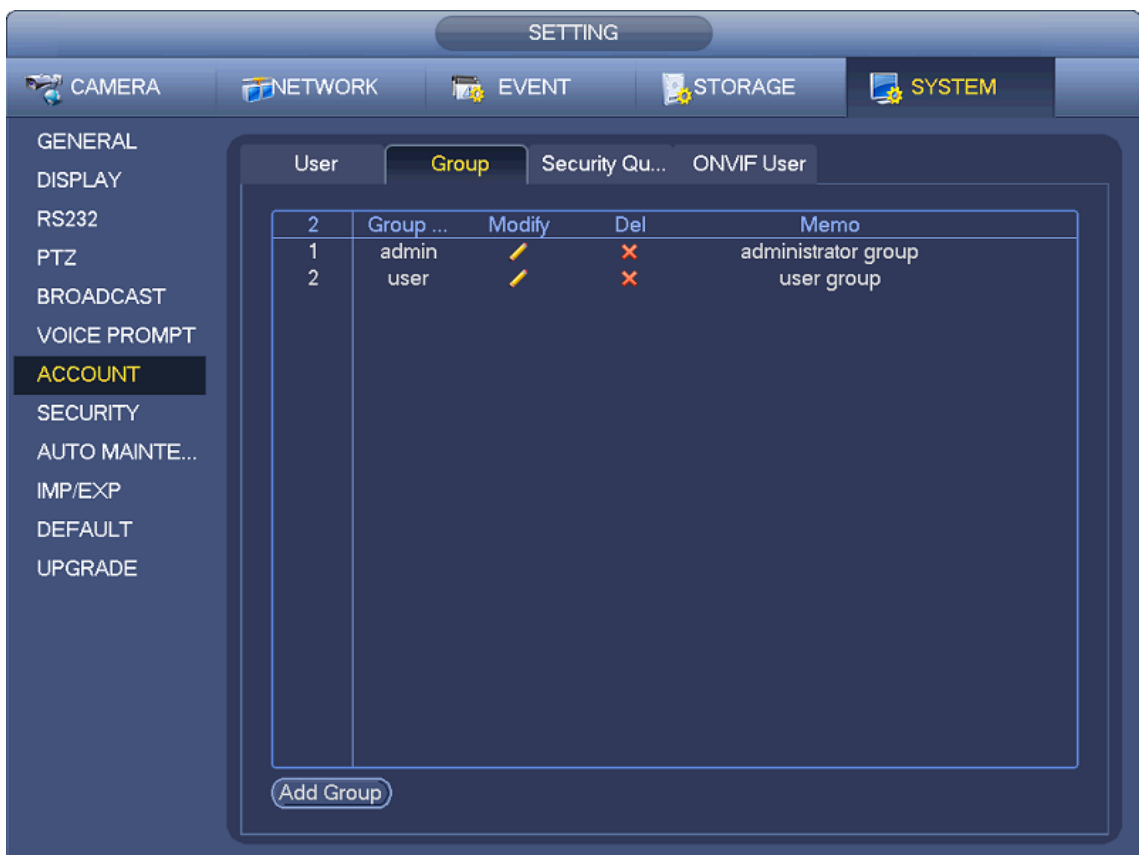 SETTING
CAMERA NETWORK EVENT STORAGE SYSTEM
GENERAL
DISPLAY
RS232
PTZ
BROADCAST
VOICE PROMPT
ACCOUNT
SECURITY
AUTO MAINTE...
IMP/EXP
DEFAULT
UPGRADE
User Group Security Qu... ONVIF User
2 Group ... Modify Del Memo
1 admin administrator group
2 user user group
Add Group